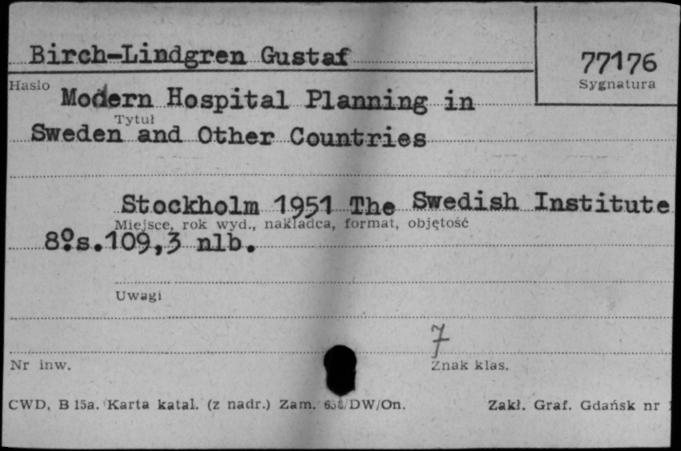 Birch-Lindgren Gustaf
77176
Hasło
Sygnatura
Modern Hospital Planning in
Tytuł
Sweden and Other Countries
Stockholm 1951 The Swedish Institute
Miejsce, rok wyd., nakładca, format, objętość
8º s.109,3 nlb.
Uwagi
7
Nr inw.
Znak klas.
CWD, B 15a. Karta katal. (z nadr.) Zam. DW/On.
Zakł. Graf. Gdańsk nr